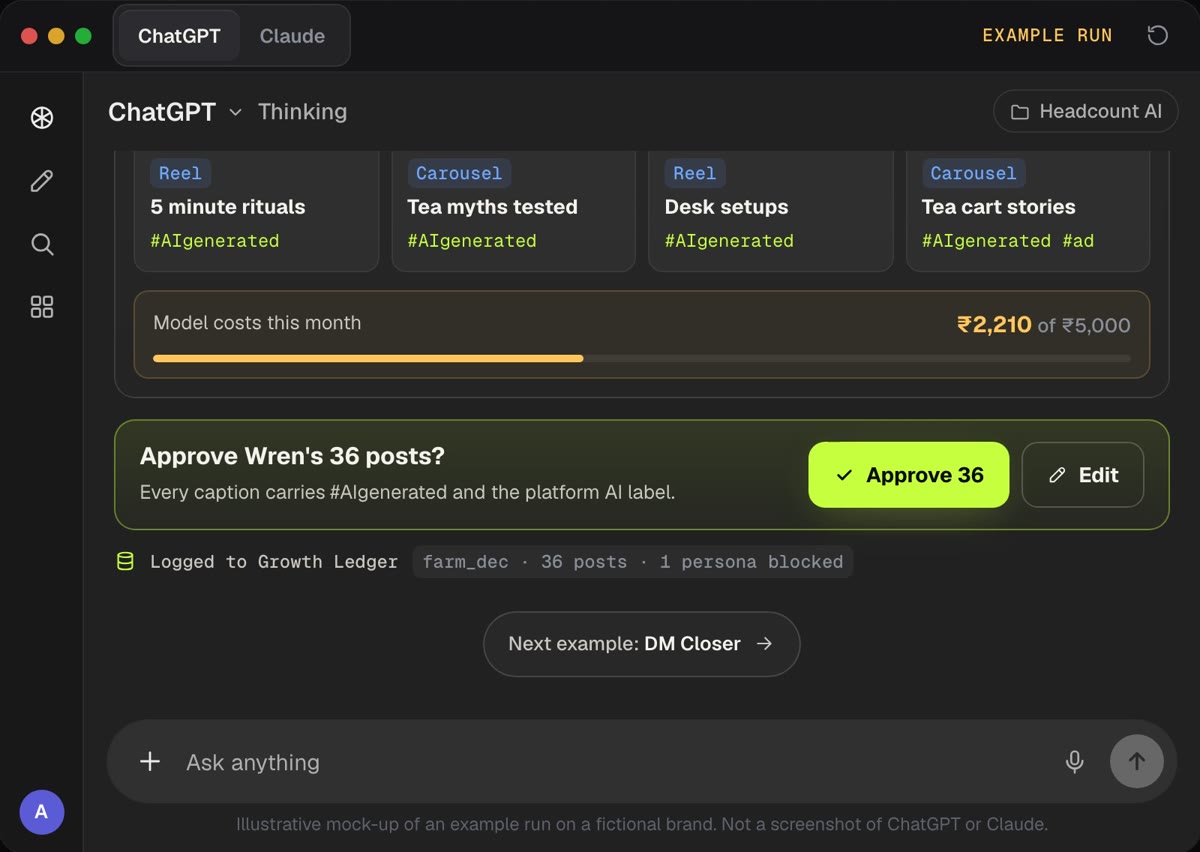 ChatGPT Claude EXAMPLE RUN
ChatGPT Thinking Headcount AI
Reel Carousel Reel Carousel
5 minute rituals Tea myths tested Desk setups Tea cart stories
#AIgenerated #AIgenerated #AIgenerated #AIgenerated #ad
Model costs this month ₹2,210 of ₹5,000
Approve Wren's 36 posts?
Every caption carries #AIgenerated and the platform AI label.
Approve 36 Edit
Logged to Growth Ledger farm_dec · 36 posts · 1 persona blocked
Next example: DM Closer →
Ask anything
A
Illustrative mock-up of an example run on a fictional brand. Not a screenshot of ChatGPT or Claude.